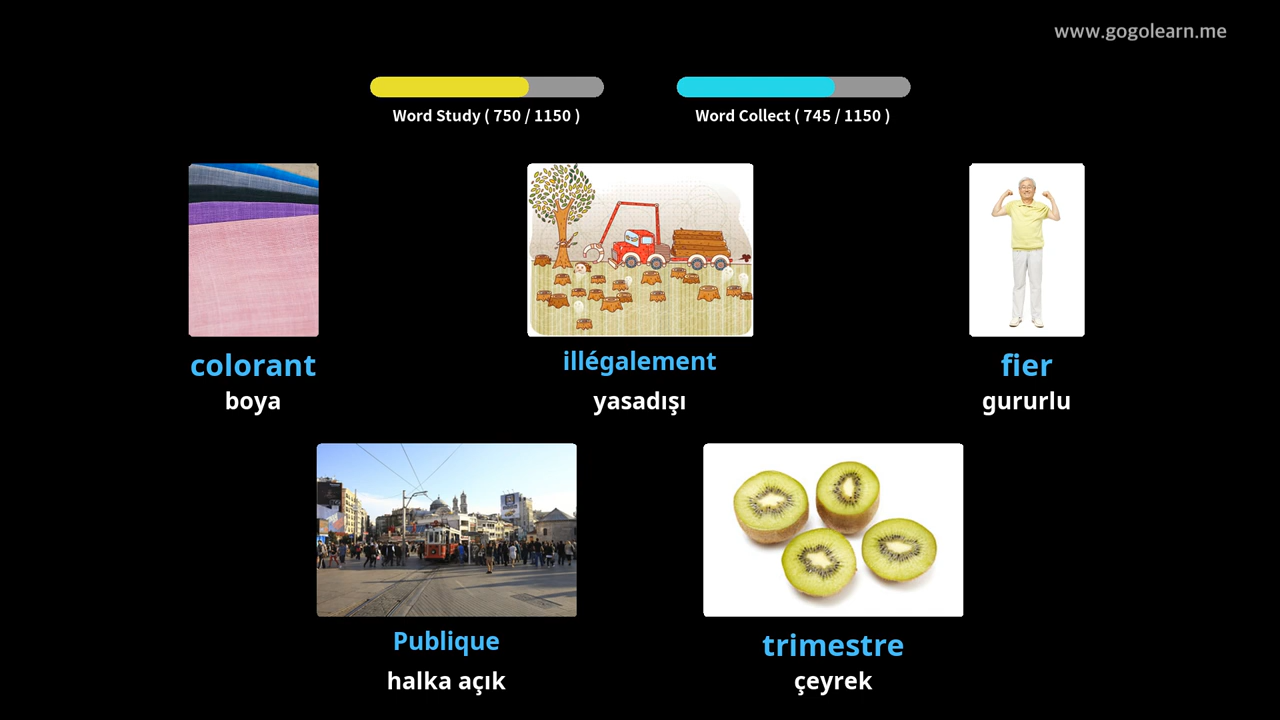 www.gogolearn.me
Word Study ( 750 / 1150 )
Word Collect ( 745 / 1150 )
colorant
boya
illégalement
yasadışı
fier
gururlu
Publique
halka açık
trimestre
çeyrek